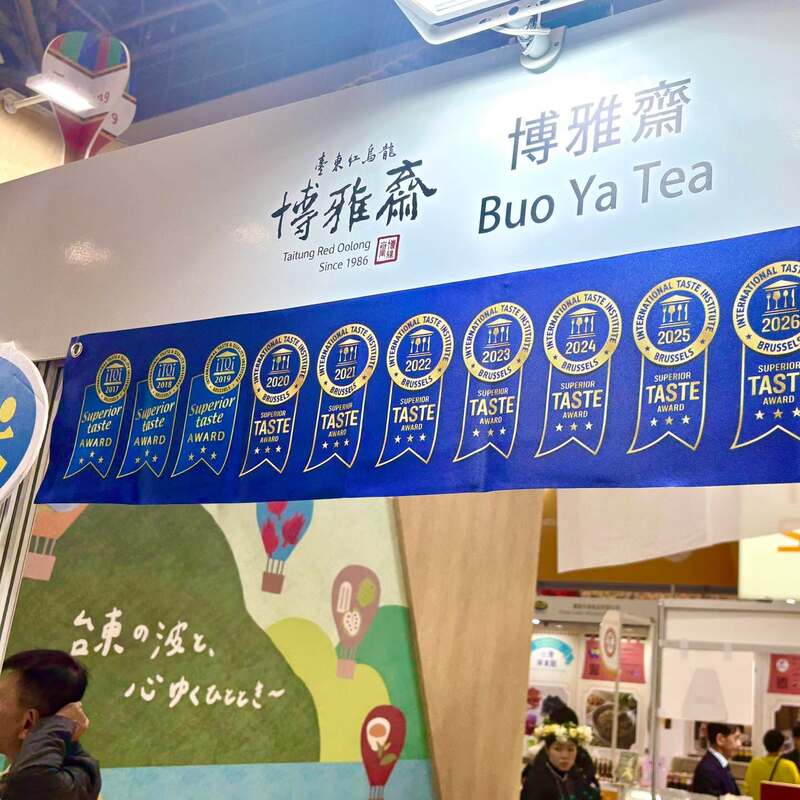 臺東紅烏龍
博雅齋
Taitung Red Oolong
Since 1986
博雅齋
Buo Ya Tea
iTQi
2017
Superior
taste
AWARD
iTQi
2018
Superior
taste
AWARD
iTQi
2019
Superior
taste
AWARD
INTERNATIONAL TASTE INSTITUTE
2020
BRUSSELS
SUPERIOR
TASTE
AWARD
INTERNATIONAL TASTE INSTITUTE
2021
BRUSSELS
SUPERIOR
TASTE
AWARD
INTERNATIONAL TASTE INSTITUTE
2022
BRUSSELS
SUPERIOR
TASTE
AWARD
INTERNATIONAL TASTE INSTITUTE
2023
BRUSSELS
SUPERIOR
TASTE
AWARD
INTERNATIONAL TASTE INSTITUTE
2024
BRUSSELS
SUPERIOR
TASTE
AWARD
INTERNATIONAL TASTE INSTITUTE
2025
BRUSSELS
SUPERIOR
TASTE
AWARD
INTERNATIONAL TASTE INSTITUTE
2026
BRUSSELS
SUPERIOR
TASTE
AWARD
台東の波と、
心ゆくひととき~